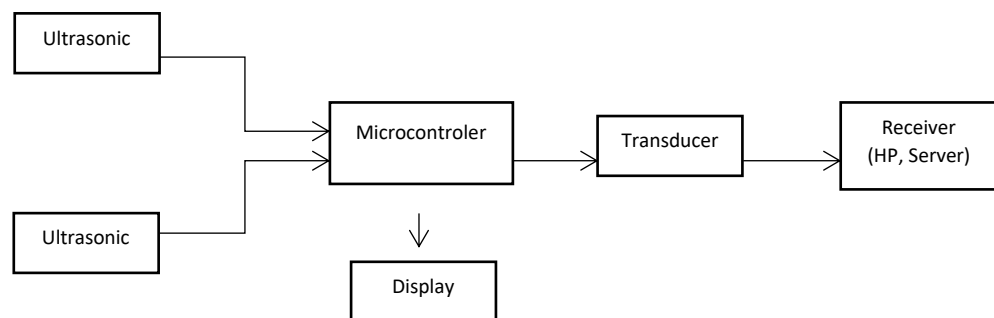 Ultrasonic
Microcontroler
Transducer
Receiver
(HP, Server)
Ultrasonic
Display